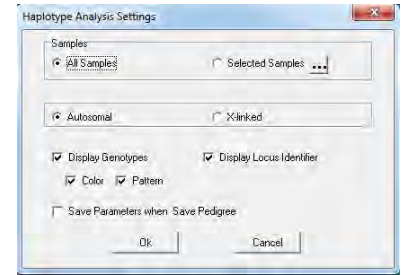 Haplotype Analysis Settings
Samples
All Samples Selected Samples ...
Autosomal X-linked
Display Genotypes Display Locus Identifier
Color Pattern
Save Parameters when Save Pedigree
Ok Cancel